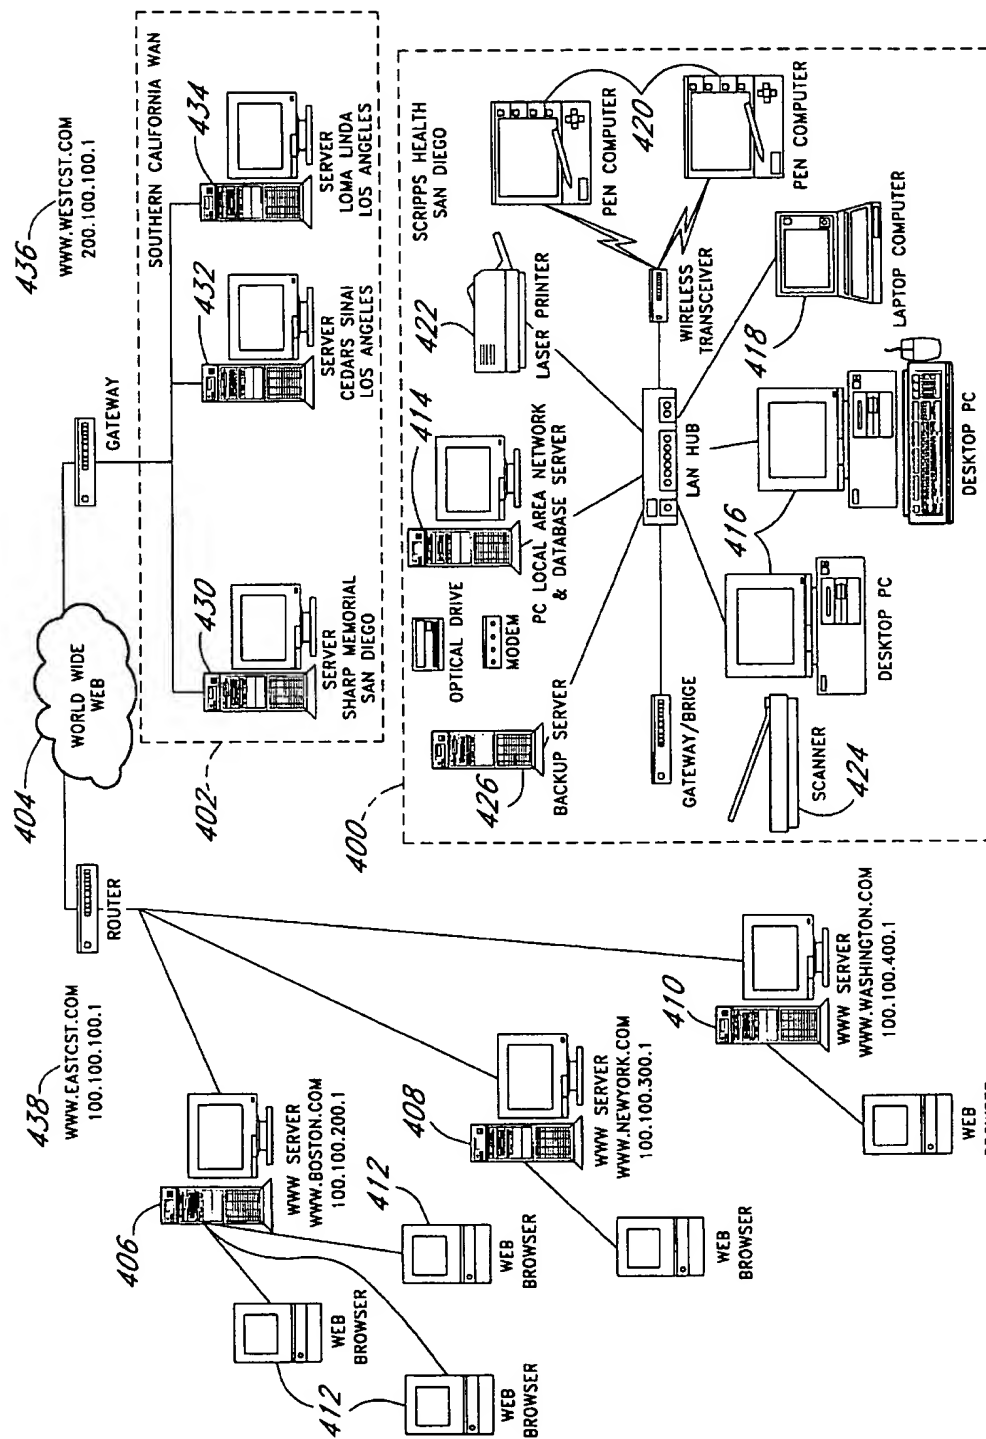 438
WWW.EASTCST.COM
100.100.100.1
ROUTER
404
WORLD WIDE
WEB
GATEWAY
436
WWW.WESTCST.COM
200.100.100.1
402
SOUTHERN CALIFORNIA WAN
430
SERVER
SHARP MEMORIAL
SAN DIEGO
432
SERVER
CEDARS SINAI
LOS ANGELES
434
SERVER
LOMA LINDA
LOS ANGELES
406
WWW SERVER
WWW.BOSTON.COM
100.100.200.1
412
WEB
BROWSER
412
WEB
BROWSER
WEB
BROWSER
408
WWW SERVER
WWW.NEWYORK.COM
100.100.300.1
WEB
BROWSER
410
WWW SERVER
WWW.WASHINGTON.COM
100.100.400.1
WEB
400
SCRIPPS HEALTH
SAN DIEGO
426
BACKUP SERVER
OPTICAL DRIVE
MODEM
414
PC LOCAL AREA NETWORK
& DATABASE SERVER
422
LASER PRINTER
PEN COMPUTER
420
PEN COMPUTER
WIRELESS
TRANSCEIVER
LAN HUB
GATEWAY/BRIGE
SCANNER
424
416
DESKTOP PC
DESKTOP PC
418
LAPTOP COMPUTER